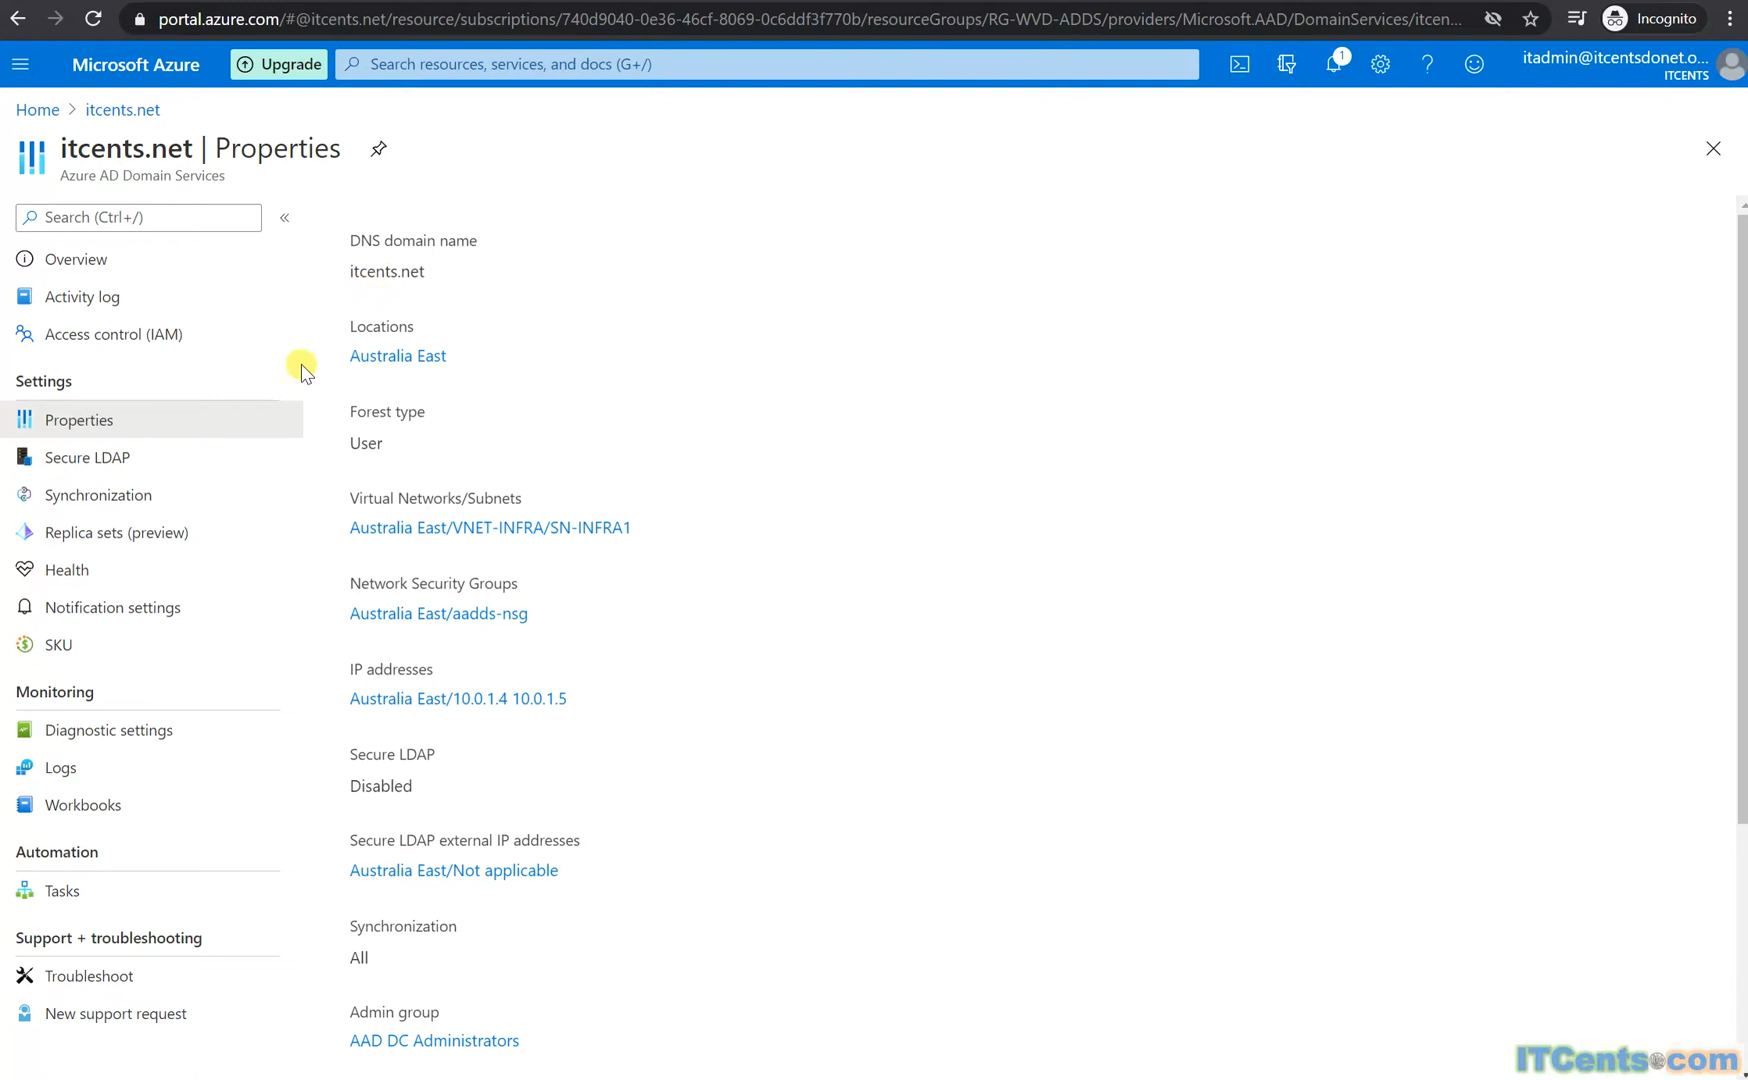 portal.azure.com/#@itcents.net/resource/subscriptions/740d9040-0e36-46cf-8069-0c6ddf3f770b/resourceGroups/RG-WVD-ADDS/providers/Microsoft.AAD/DomainServices/itcen...
Incognito
Microsoft Azure
Upgrade
Search resources, services, and docs (G+/)
1
itadmin@itcentsdonet.o...
ITCENTS
Home > itcents.net
itcents.net | Properties
Azure AD Domain Services
Search (Ctrl+/)
«
Overview
Activity log
Access control (IAM)
Settings
Properties
Secure LDAP
Synchronization
Replica sets (preview)
Health
Notification settings
SKU
Monitoring
Diagnostic settings
Logs
Workbooks
Automation
Tasks
Support + troubleshooting
Troubleshoot
New support request
DNS domain name
itcents.net
Locations
Australia East
Forest type
User
Virtual Networks/Subnets
Australia East/VNET-INFRA/SN-INFRA1
Network Security Groups
Australia East/aadds-nsg
IP addresses
Australia East/10.0.1.4 10.0.1.5
Secure LDAP
Disabled
Secure LDAP external IP addresses
Australia East/Not applicable
Synchronization
All
Admin group
AAD DC Administrators
ITCents.com